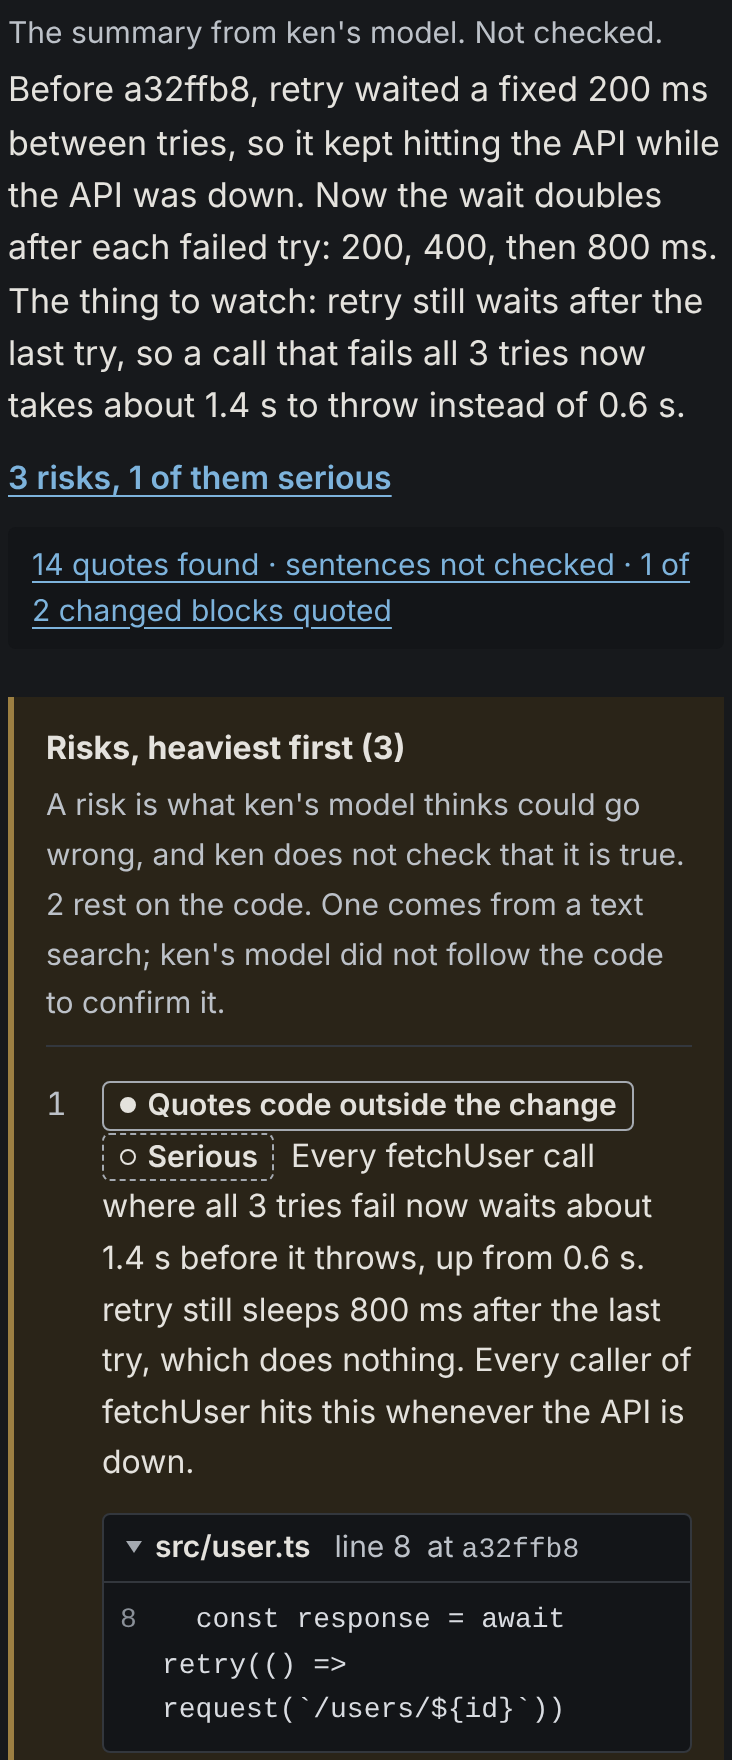 The summary from ken's model. Not checked.
Before a32ffb8, retry waited a fixed 200 ms
between tries, so it kept hitting the API while
the API was down. Now the wait doubles
after each failed try: 200, 400, then 800 ms.
The thing to watch: retry still waits after the
last try, so a call that fails all 3 tries now
takes about 1.4 s to throw instead of 0.6 s.
3 risks, 1 of them serious
14 quotes found · sentences not checked · 1 of
2 changed blocks quoted
Risks, heaviest first (3)
A risk is what ken's model thinks could go
wrong, and ken does not check that it is true.
2 rest on the code. One comes from a text
search; ken's model did not follow the code
to confirm it.
1 Quotes code outside the change
Serious Every fetchUser call
where all 3 tries fail now waits about
1.4 s before it throws, up from 0.6 s.
retry still sleeps 800 ms after the last
try, which does nothing. Every caller of
fetchUser hits this whenever the API is
down.
src/user.ts line 8 at a32ffb8
8 const response = await
retry(() =>
request(`/users/${id}`))